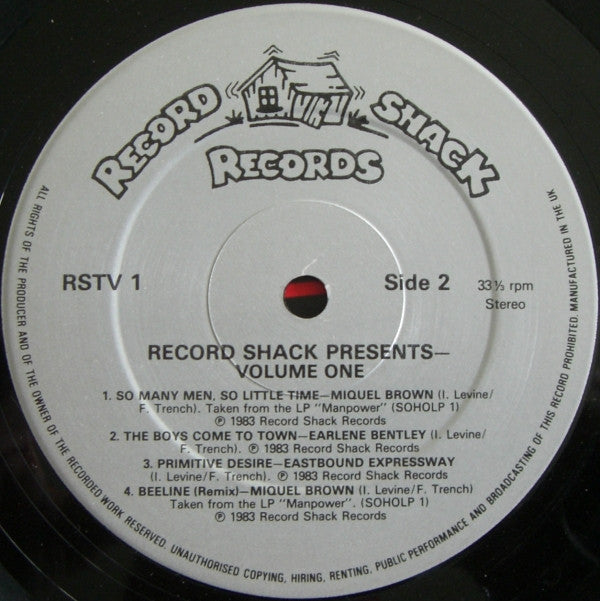 RECORD SHACK
RECORDS
RSTV 1
Side 2
33⅓ rpm
Stereo
RECORD SHACK PRESENTS—
VOLUME ONE
1. SO MANY MEN, SO LITTLE TIME—MIQUEL BROWN (I. Levine/
F. Trench). Taken from the LP "Manpower" (SOHOLP 1)
℗ 1983 Record Shack Records
2. THE BOYS COME TO TOWN—EARLENE BENTLEY (I. Levine/
F. Trench). ℗ 1983 Record Shack Records
3. PRIMITIVE DESIRE—EASTBOUND EXPRESSWAY
(I. Levine/F. Trench). ℗ 1983 Record Shack Records
4. BEELINE (Remix)—MIQUEL BROWN (I. Levine/F. Trench)
Taken from the LP "Manpower". (SOHOLP 1)
℗ 1983 Record Shack Records
ALL RIGHTS OF THE PRODUCER AND OF THE OWNER OF THE RECORDED WORK RESERVED. UNAUTHORISED COPYING, HIRING, RENTING, PUBLIC PERFORMANCE AND BROADCASTING OF THIS RECORD PROHIBITED. MANUFACTURED IN THE UK